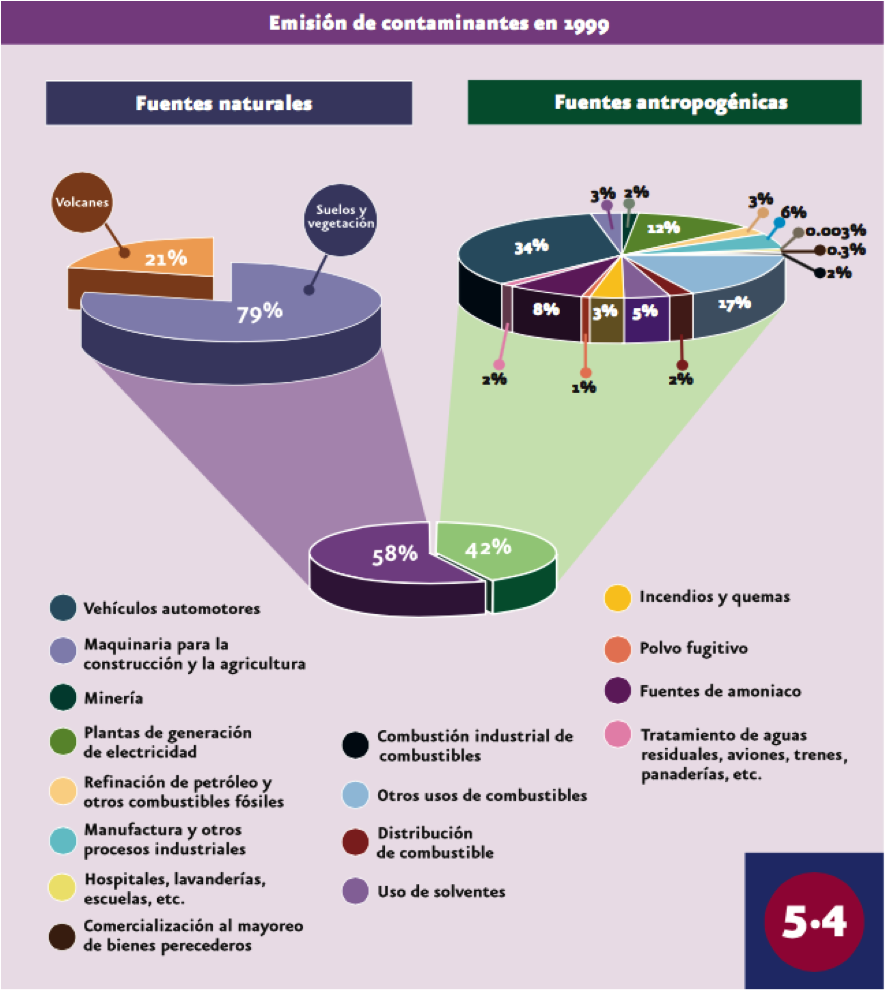 Emisión de contaminantes en 1999
Fuentes naturales
Fuentes antropogénicas
Volcanes
Suelos y
vegetación
21%
79%
3%
2%
12%
3%
6%
0.003%
0.3%
2%
34%
17%
8%
3%
5%
2%
1%
2%
58%
42%
Vehículos automotores
Maquinaria para la
construcción y la agricultura
Minería
Plantas de generación
de electricidad
Refinación de petróleo y
otros combustibles fósiles
Manufactura y otros
procesos industriales
Hospitales, lavanderías,
escuelas, etc.
Comercialización al mayoreo
de bienes perecederos
Combustión industrial de
combustibles
Otros usos de combustibles
Distribución
de combustible
Uso de solventes
Incendios y quemas
Polvo fugitivo
Fuentes de amoniaco
Tratamiento de aguas
residuales, aviones, trenes,
panaderías, etc.
5·4